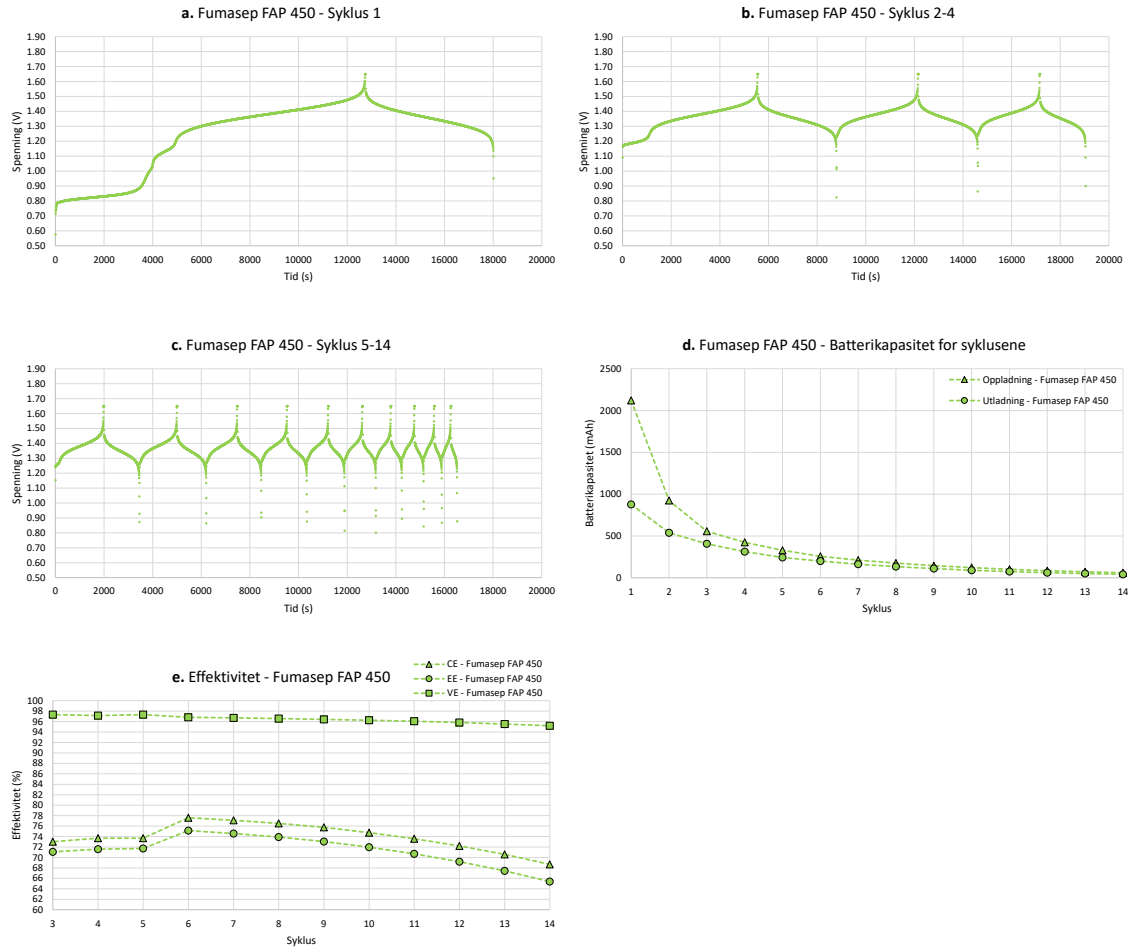 a. Fumasep FAP 450 - Syklus 1
1.90
1.80
1.70
1.60
1.50
1.40
1.30
1.20
1.10
1.00
0.90
0.80
0.70
0.60
0.50
Spenning (V)
0 2000 4000 6000 8000 10000 12000 14000 16000 18000 20000
Tid (s)
b. Fumasep FAP 450 - Syklus 2-4
1.90
1.80
1.70
1.60
1.50
1.40
1.30
1.20
1.10
1.00
0.90
0.80
0.70
0.60
0.50
Spenning (V)
0 2000 4000 6000 8000 10000 12000 14000 16000 18000 20000
Tid (s)
c. Fumasep FAP 450 - Syklus 5-14
1.90
1.80
1.70
1.60
1.50
1.40
1.30
1.20
1.10
1.00
0.90
0.80
0.70
0.60
0.50
Spenning (V)
0 2000 4000 6000 8000 10000 12000 14000 16000 18000 20000
Tid (s)
d. Fumasep FAP 450 - Batterikapasitet for syklusene
Oppladning - Fumasep FAP 450
Utladning - Fumasep FAP 450
2500
2000
1500
1000
500
0
Batterikapasitet (mAh)
1 2 3 4 5 6 7 8 9 10 11 12 13 14
Syklus
e. Effektivitet - Fumasep FAP 450
CE - Fumasep FAP 450
EE - Fumasep FAP 450
VE - Fumasep FAP 450
100
98
96
94
92
90
88
86
84
82
80
78
76
74
72
70
68
66
64
62
60
Effektivitet (%)
3 4 5 6 7 8 9 10 11 12 13 14
Syklus